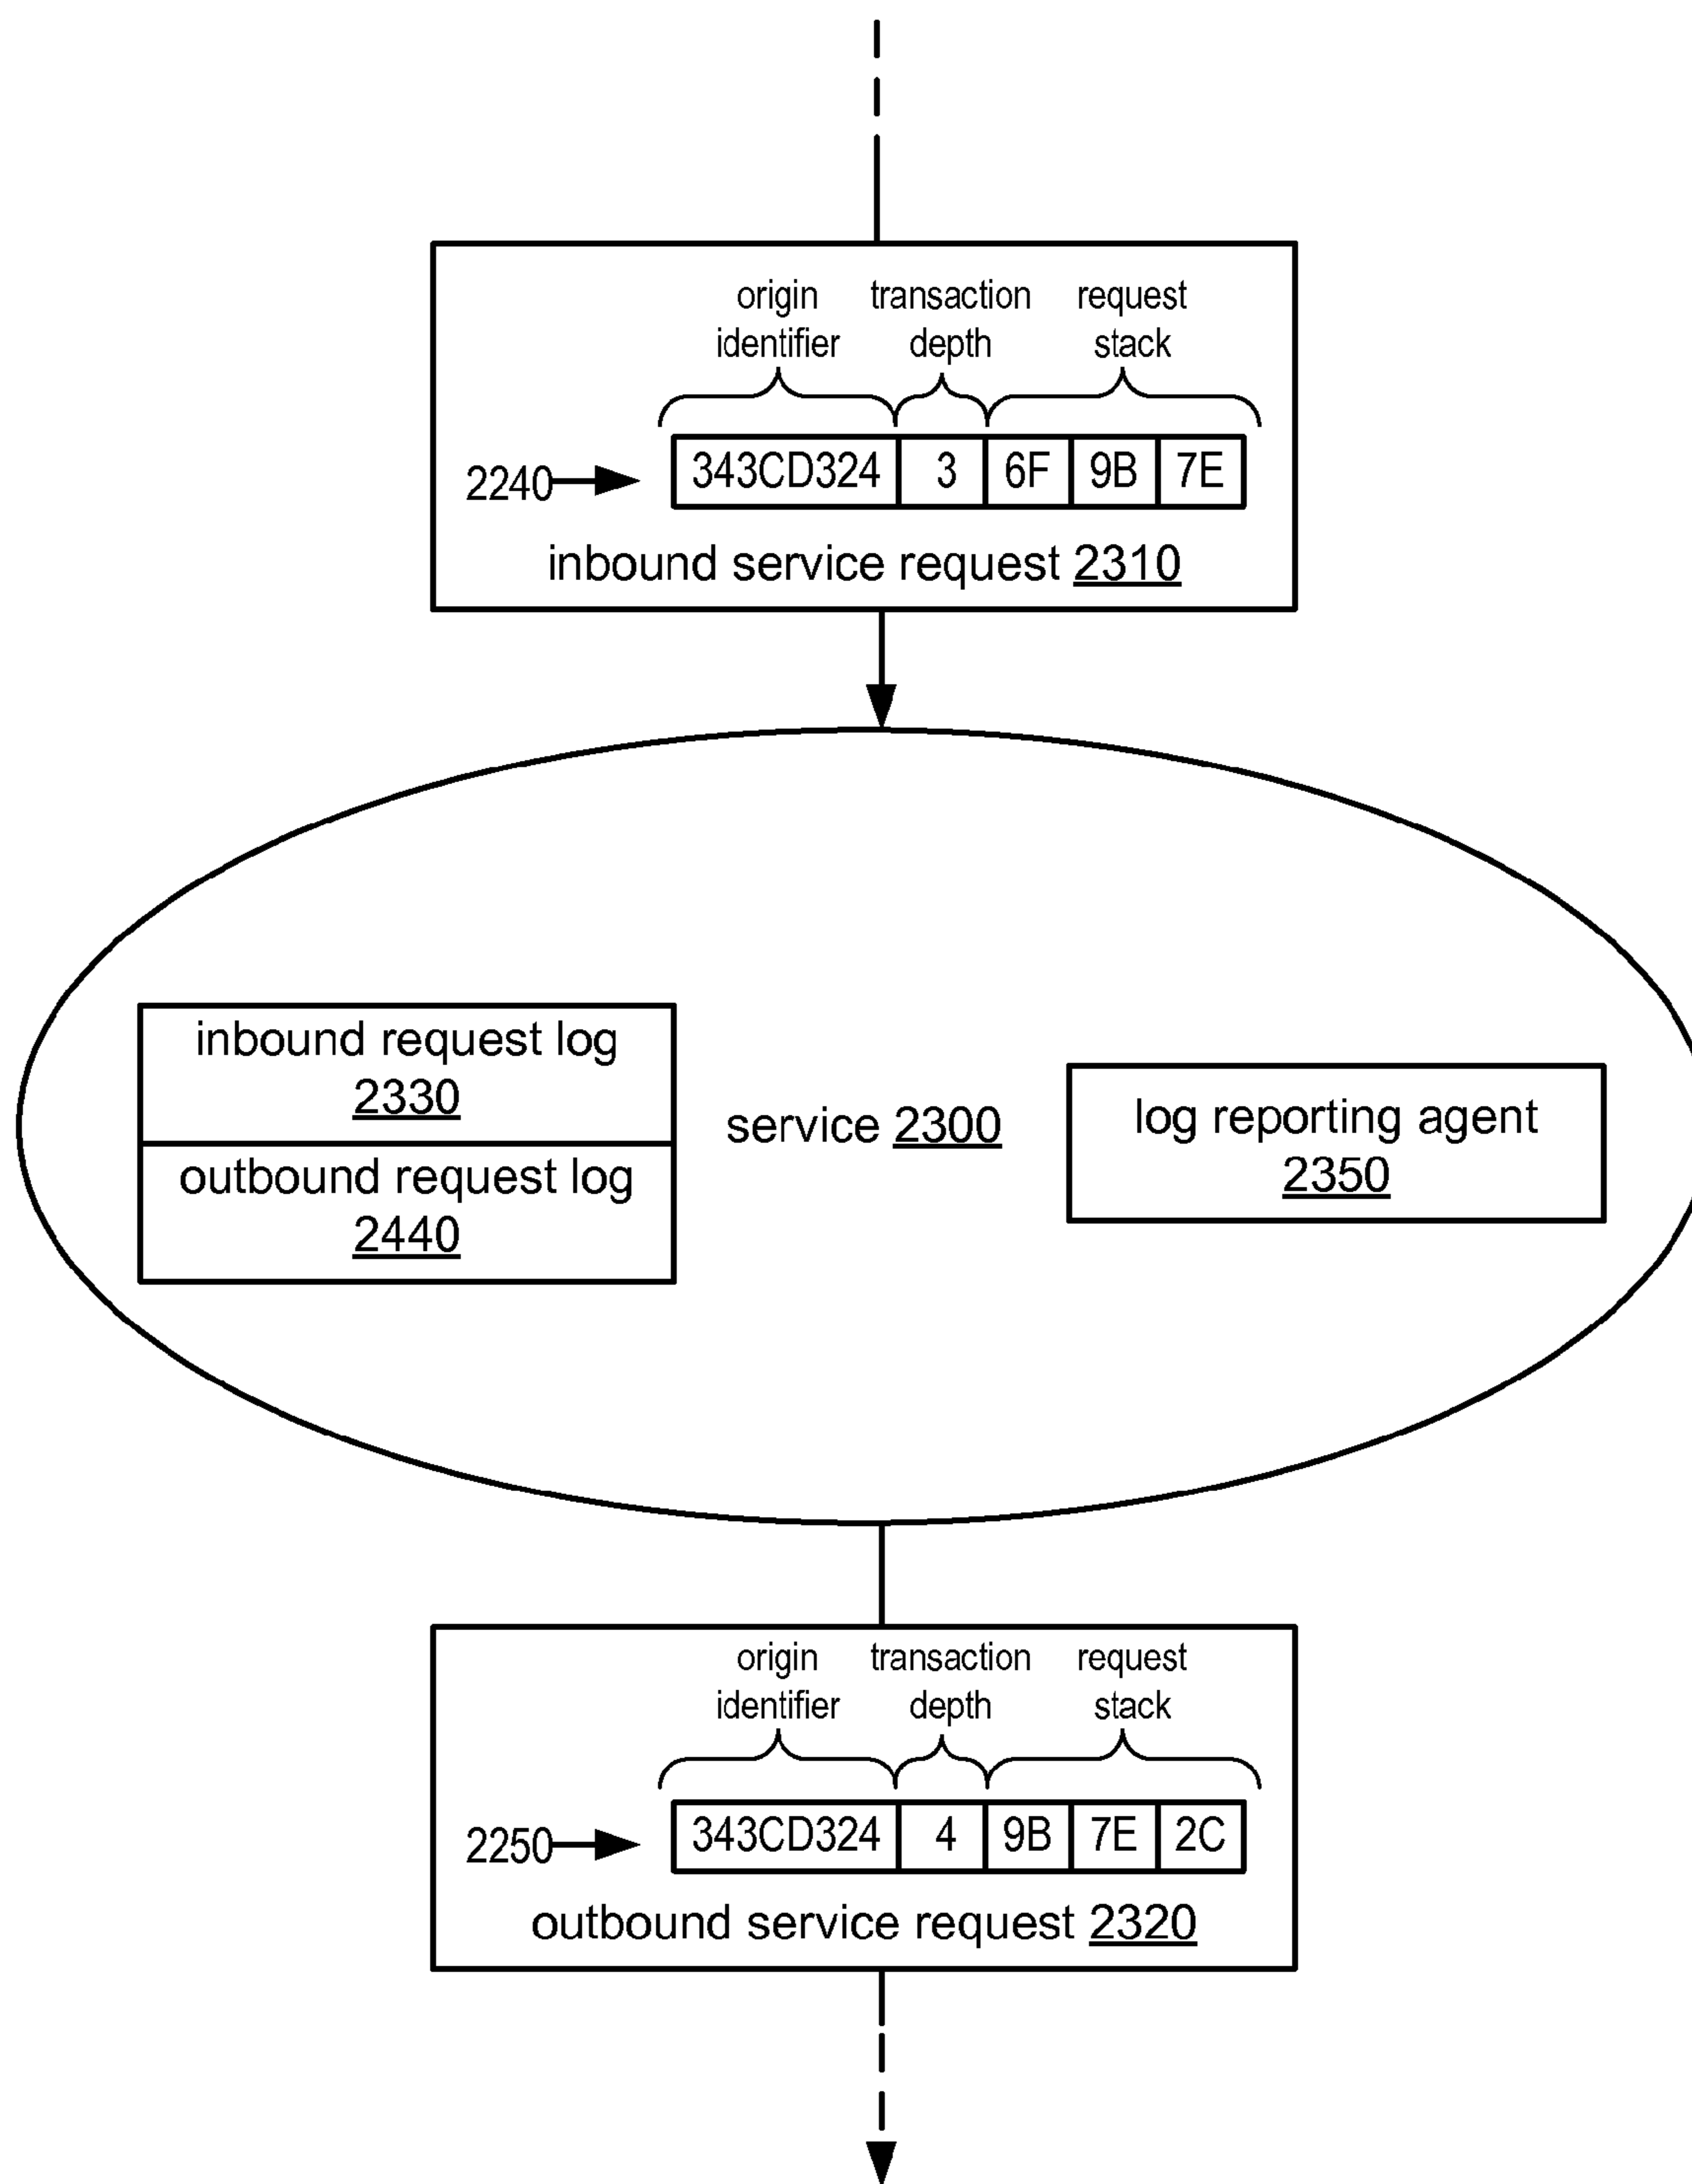 origin transaction request
identifier depth stack
2240 343CD324 3 6F 9B 7E
inbound service request 2310
inbound request log
2330
outbound request log
2440
service 2300
log reporting agent
2350
origin transaction request
identifier depth stack
2250 343CD324 4 9B 7E 2C
outbound service request 2320